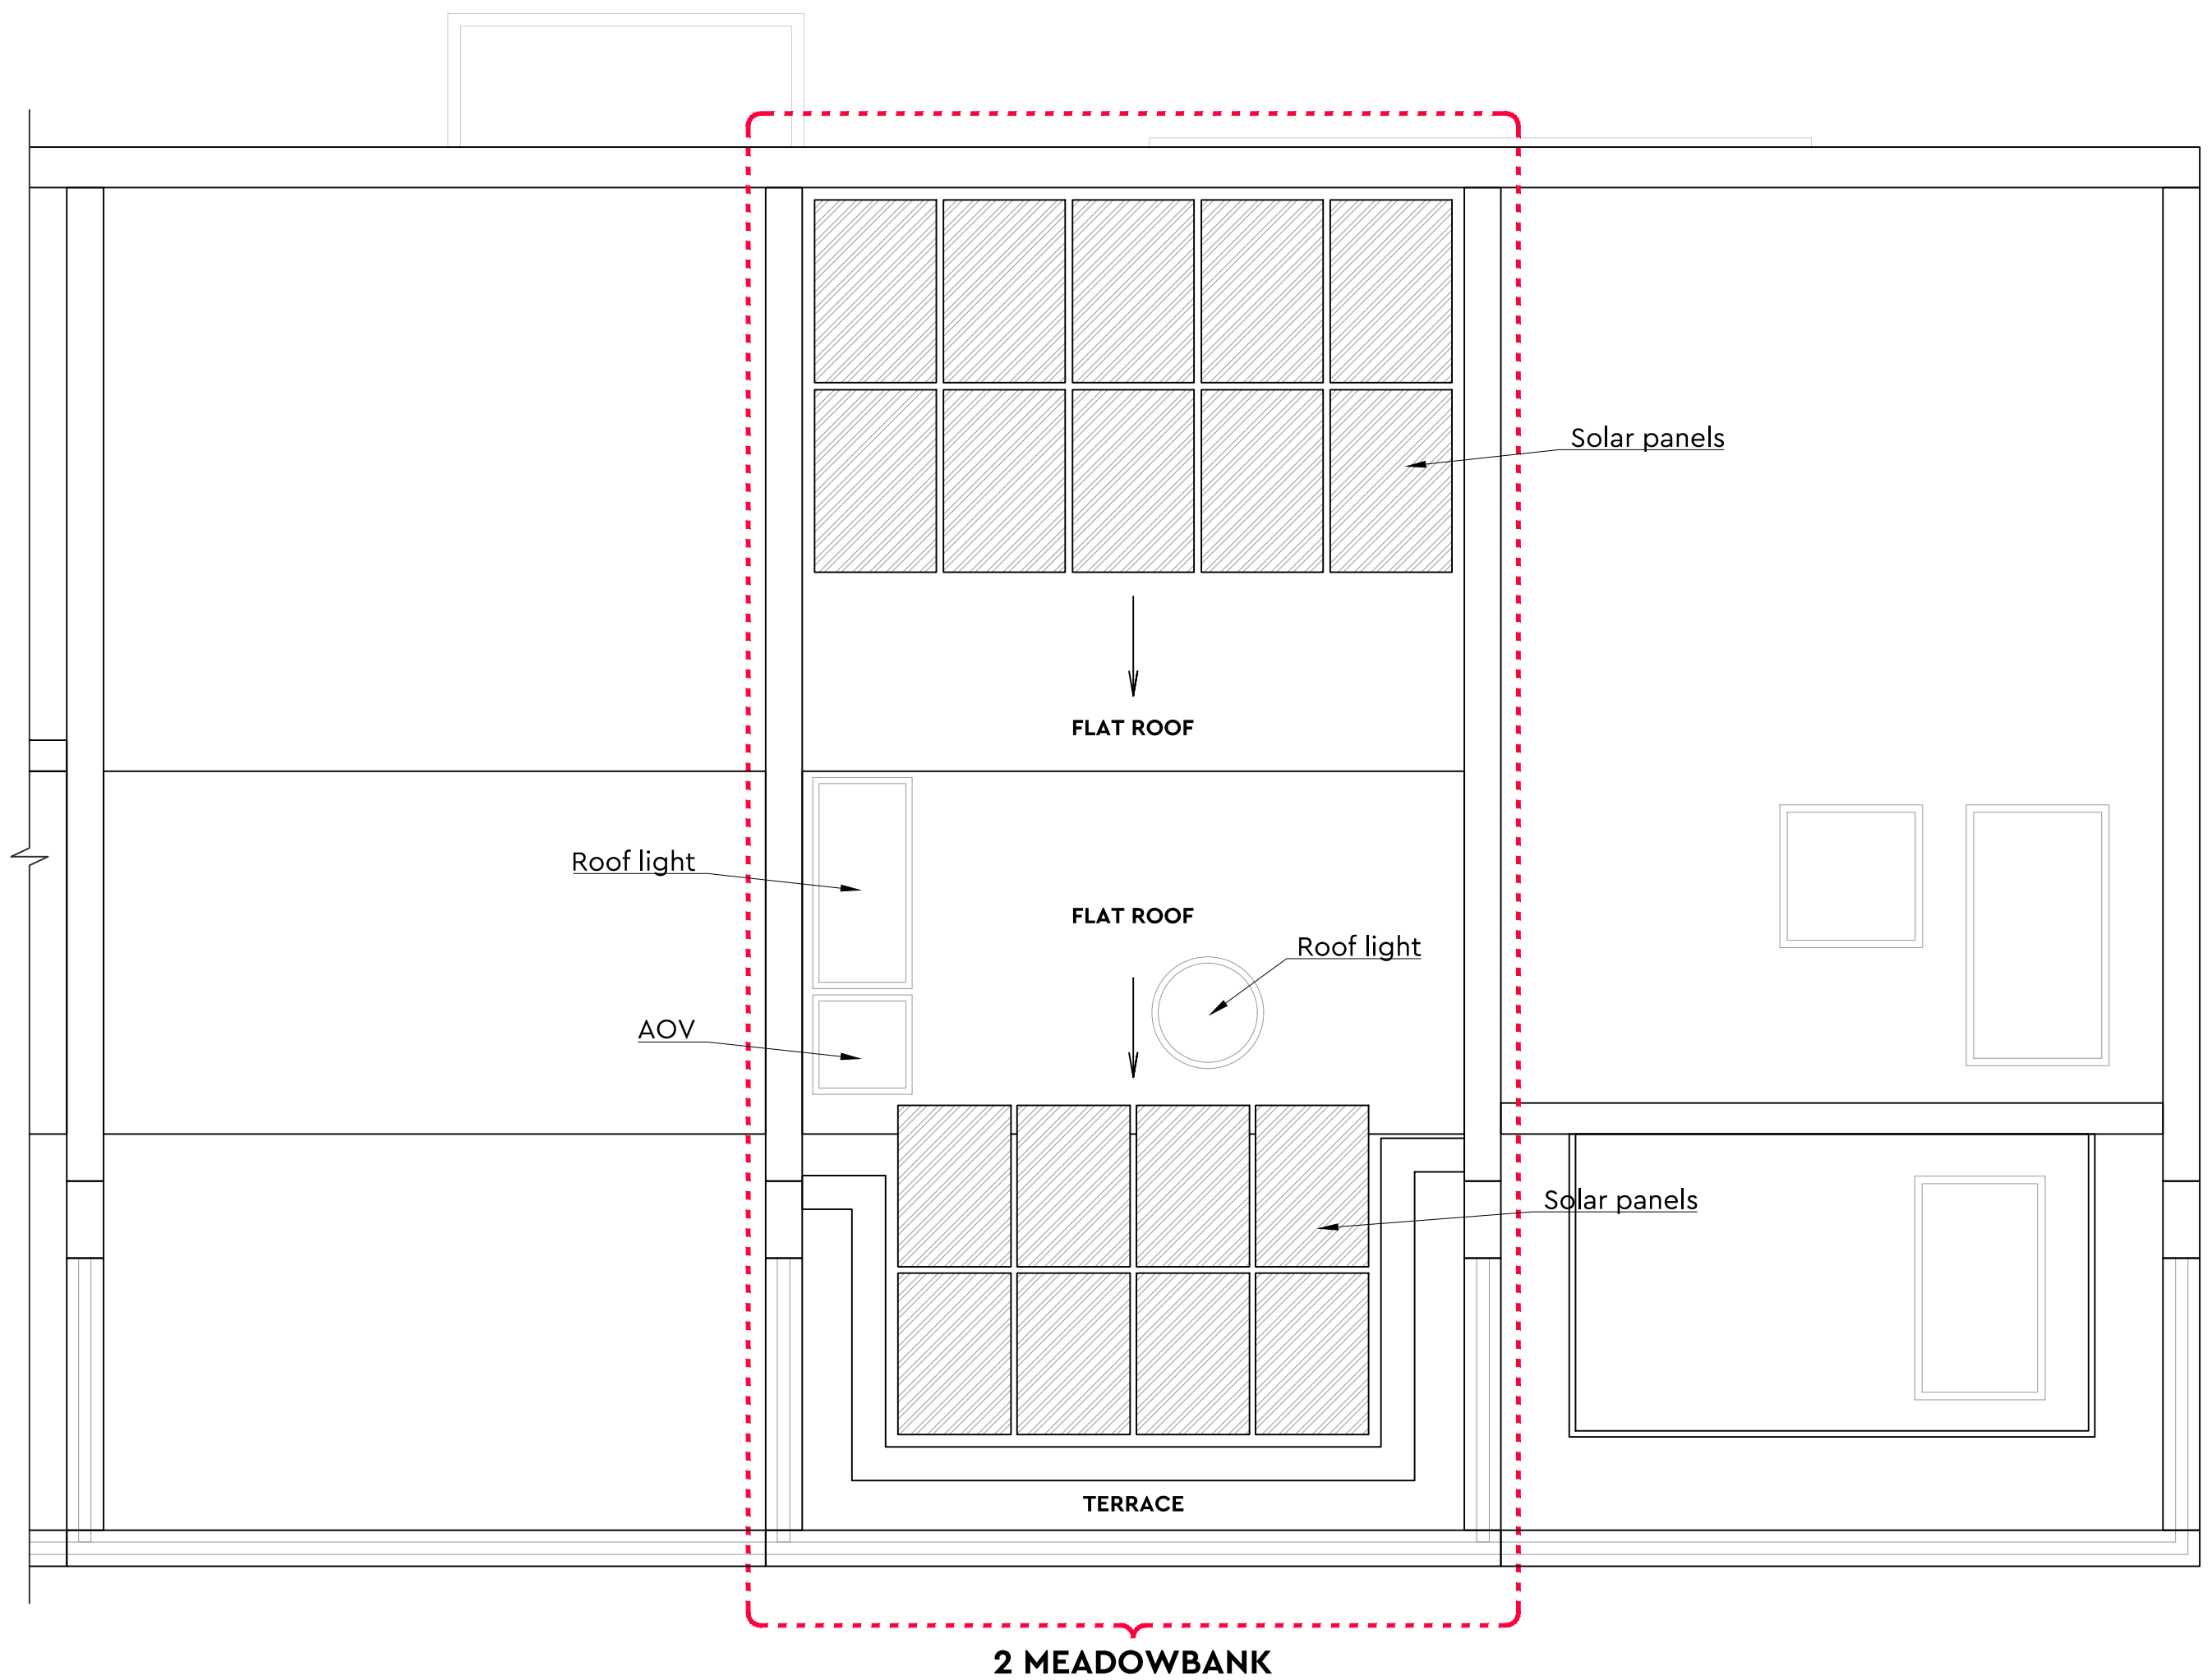 Solar panels
FLAT ROOF
Roof light
FLAT ROOF
Roof light
AOV
Solar panels
TERRACE
2 MEADOWBANK